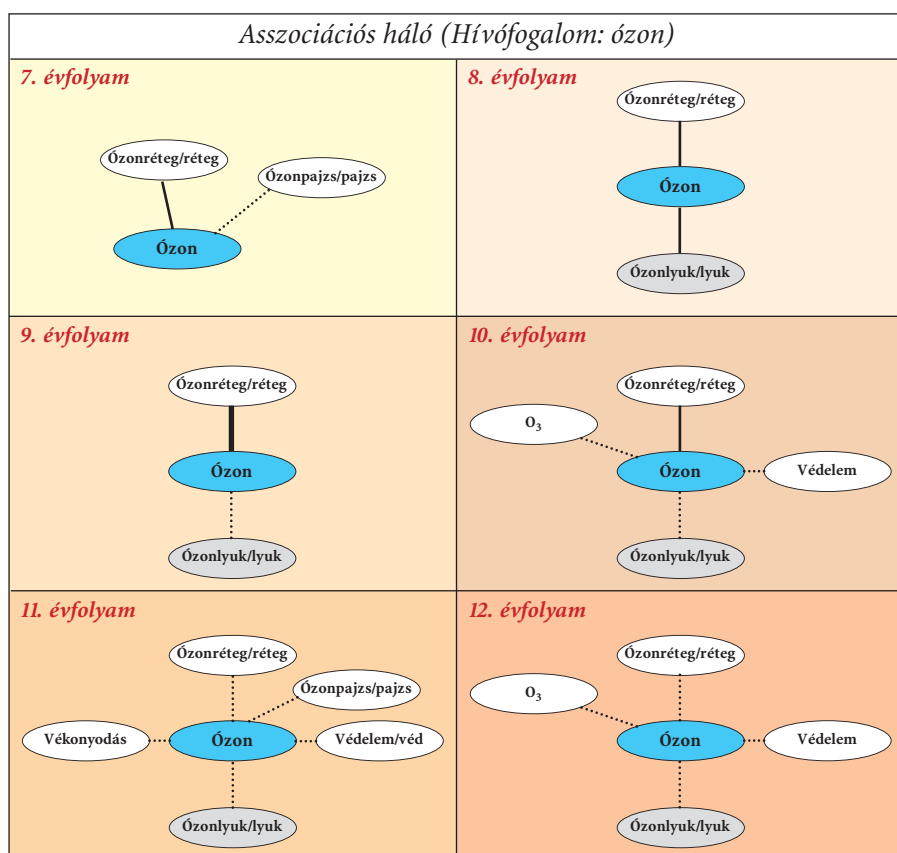 Asszociációs háló (Hívófogalom: ózon)
7. évfolyam
Ózonréteg/réteg
Ózonpajzs/pajzs
Ózon
8. évfolyam
Ózonréteg/réteg
Ózon
Ózonlyuk/lyuk
9. évfolyam
Ózonréteg/réteg
Ózon
Ózonlyuk/lyuk
10. évfolyam
Ózonréteg/réteg
O₃
Ózon
Védelem
Ózonlyuk/lyuk
11. évfolyam
Ózonréteg/réteg
Ózonpajzs/pajzs
Vékonyodás
Ózon
Védelem/véd
Ózonlyuk/lyuk
12. évfolyam
Ózonréteg/réteg
O₃
Ózon
Védelem
Ózonlyuk/lyuk